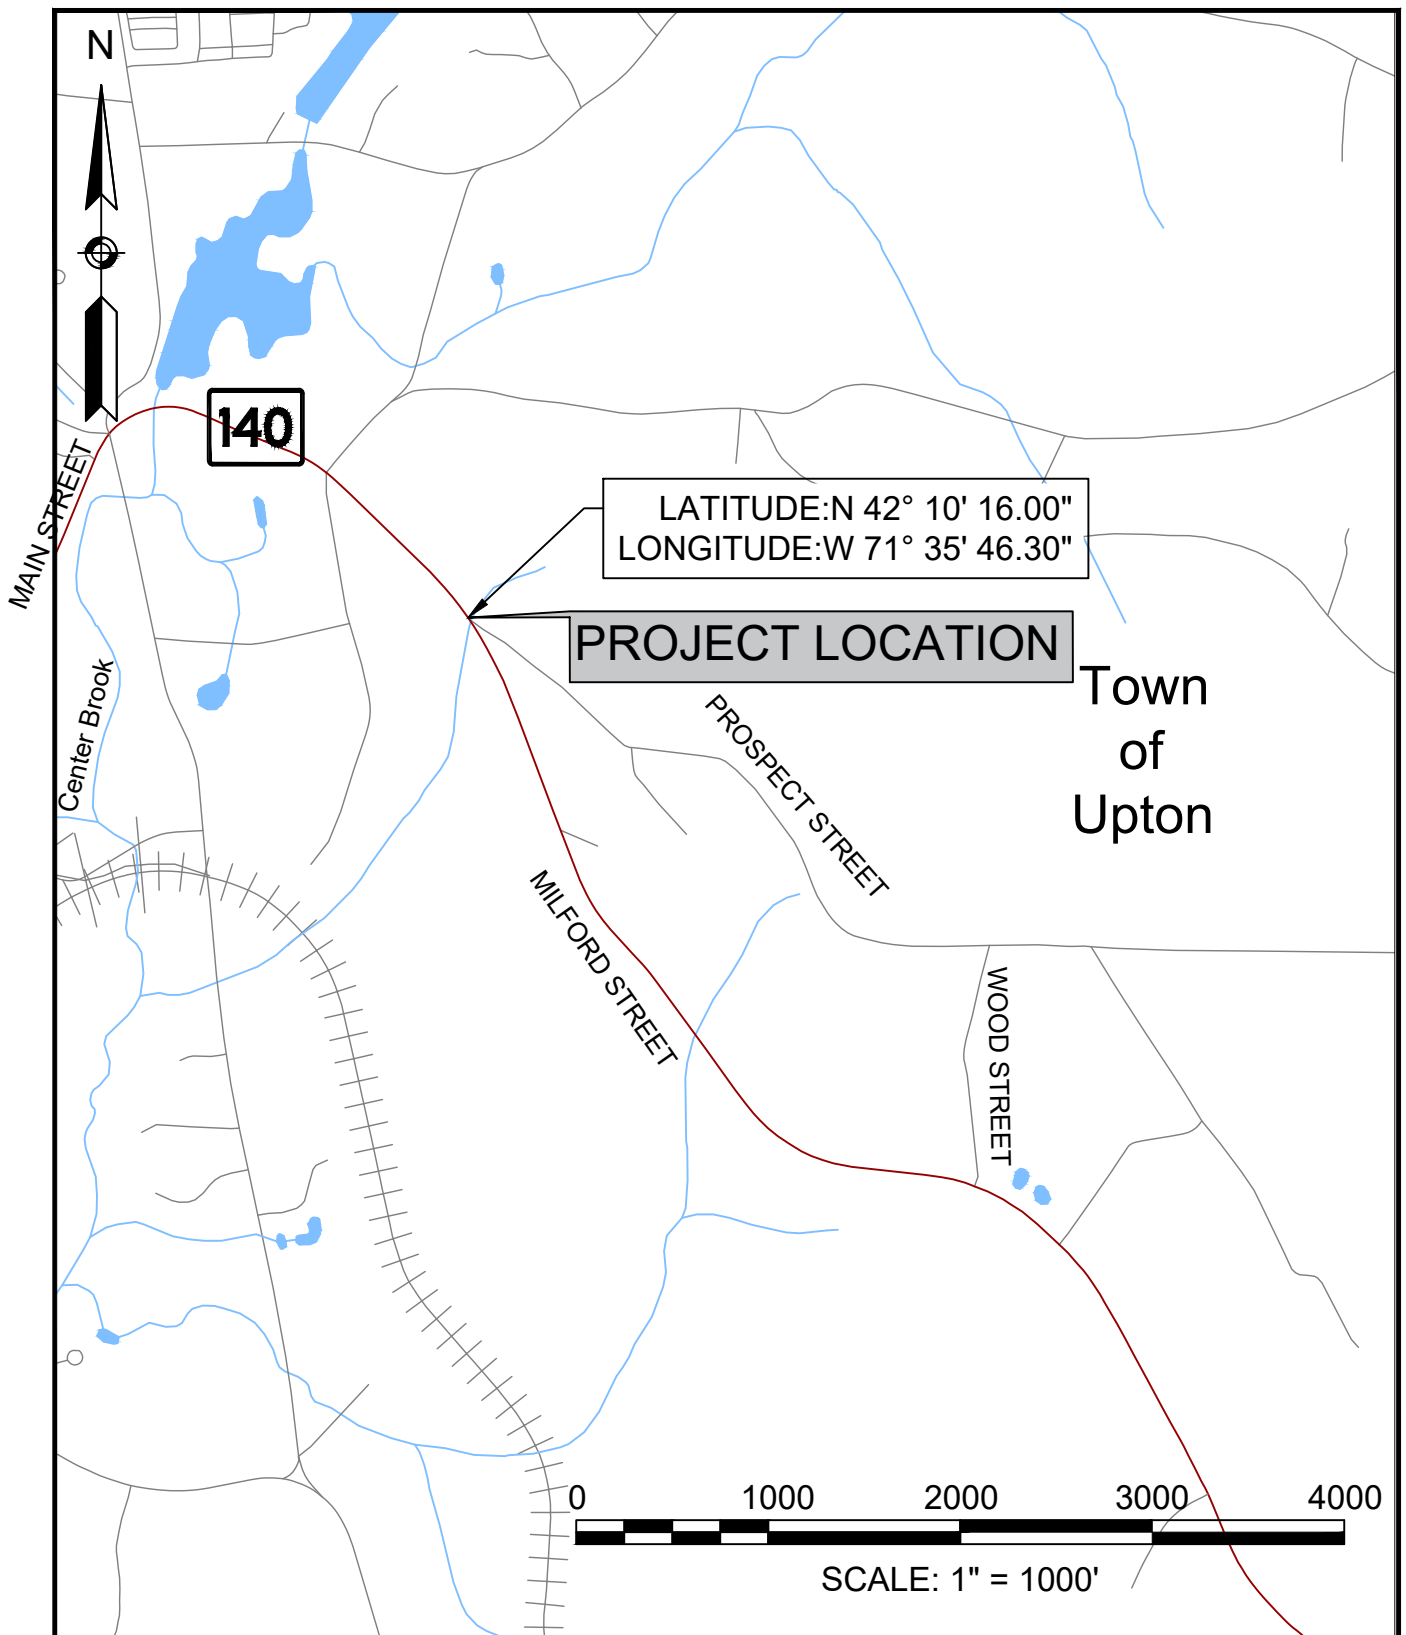 N
140
MAIN STREET
LATITUDE:N 42° 10' 16.00"
LONGITUDE:W 71° 35' 46.30"
PROJECT LOCATION
Town
of
Upton
Center Brook
PROSPECT STREET
MILFORD STREET
WOOD STREET
0 1000 2000 3000 4000
SCALE: 1" = 1000'